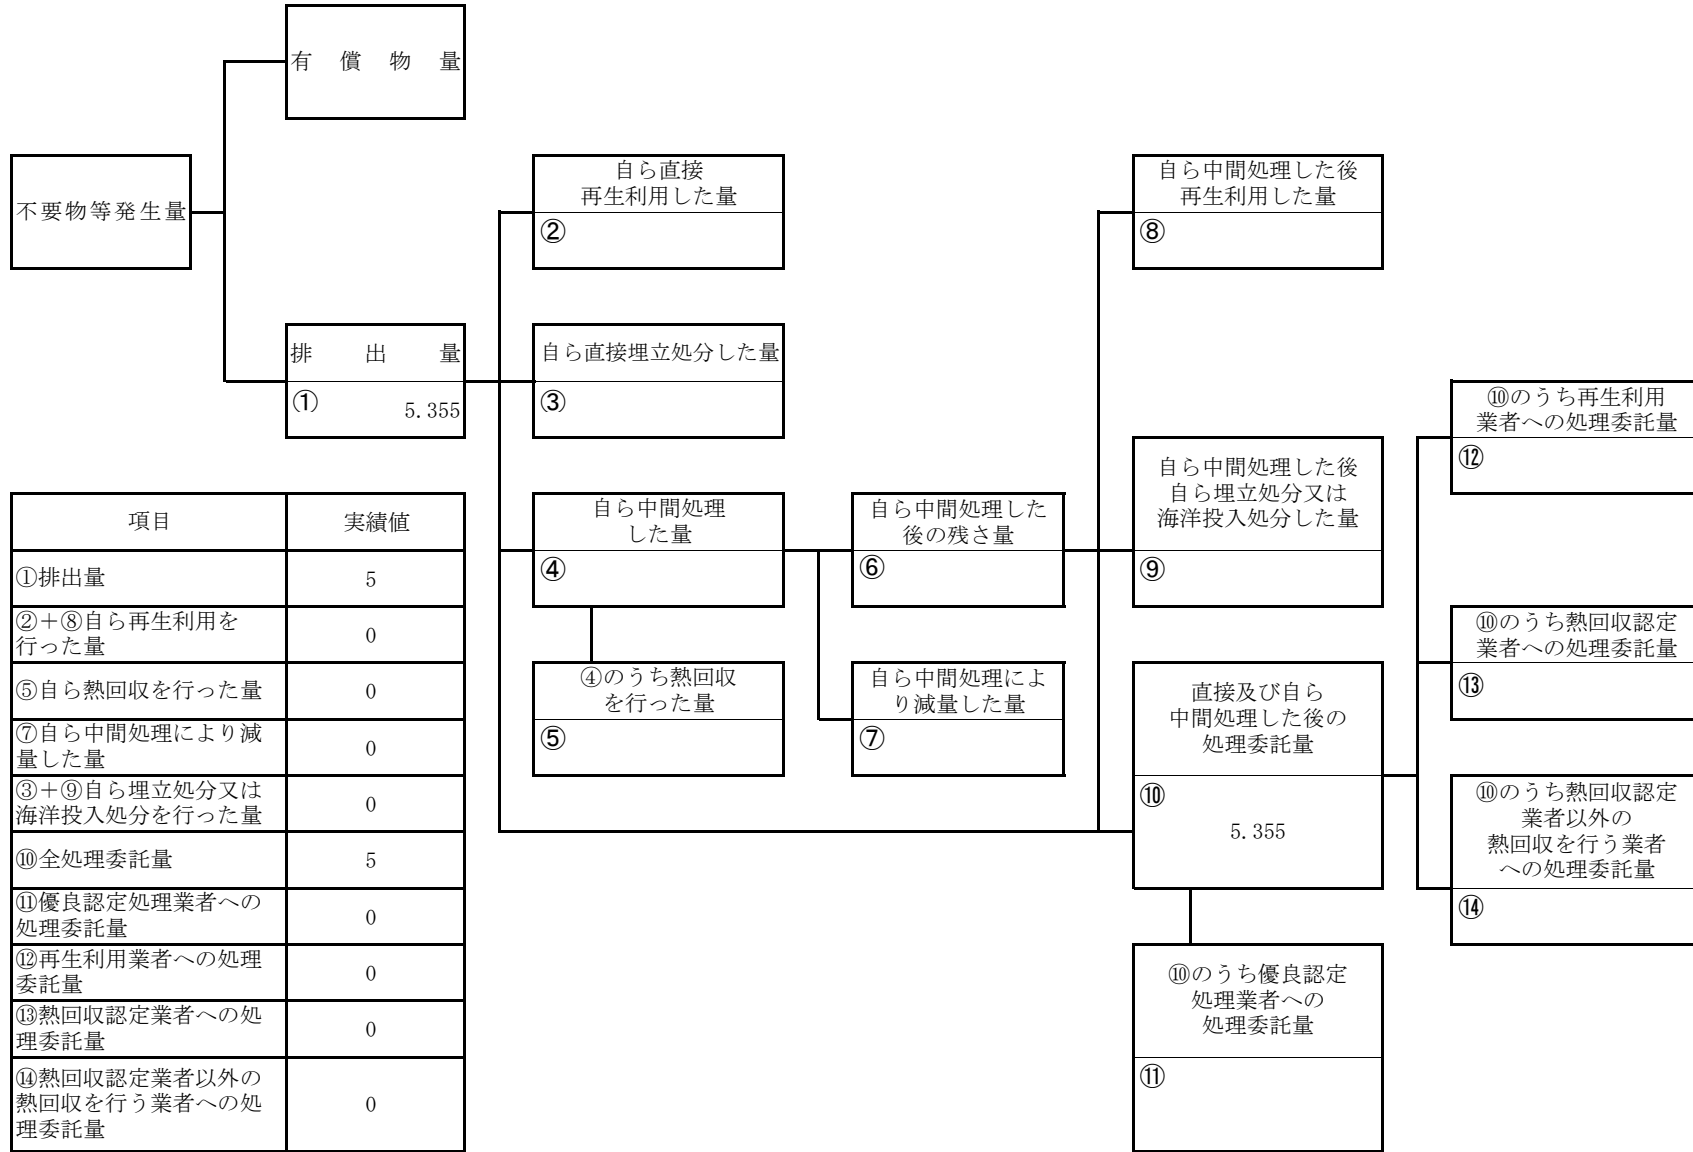 有償物量
不要物等発生量
自ら直接
再生利用した量
②
自ら中間処理した後
再生利用した量
⑧
排出量
① 5.355
自ら直接埋立処分した量
③
⑩のうち再生利用
業者への処理委託量
⑫
自ら中間処理
した量
④
自ら中間処理した
後の残さ量
⑥
自ら中間処理した後
自ら埋立処分又は
海洋投入処分した量
⑨
⑩のうち熱回収認定
業者への処理委託量
⑬
④のうち熱回収
を行った量
⑤
自ら中間処理によ
り減量した量
⑦
直接及び自ら
中間処理した後の
処理委託量
⑩
5.355
⑩のうち熱回収認定
業者以外の
熱回収を行う業者
への処理委託量
⑭
⑩のうち優良認定
処理業者への
処理委託量
⑪
項目 実績値
①排出量 5
②＋⑧自ら再生利用を
行った量 0
⑤自ら熱回収を行った量 0
⑦自ら中間処理により減
量した量 0
③＋⑨自ら埋立処分又は
海洋投入処分を行った量 0
⑩全処理委託量 5
⑪優良認定処理業者への
処理委託量 0
⑫再生利用業者への処理
委託量 0
⑬熱回収認定業者への処
理委託量 0
⑭熱回収認定業者以外の
熱回収を行う業者への処 0
理委託量